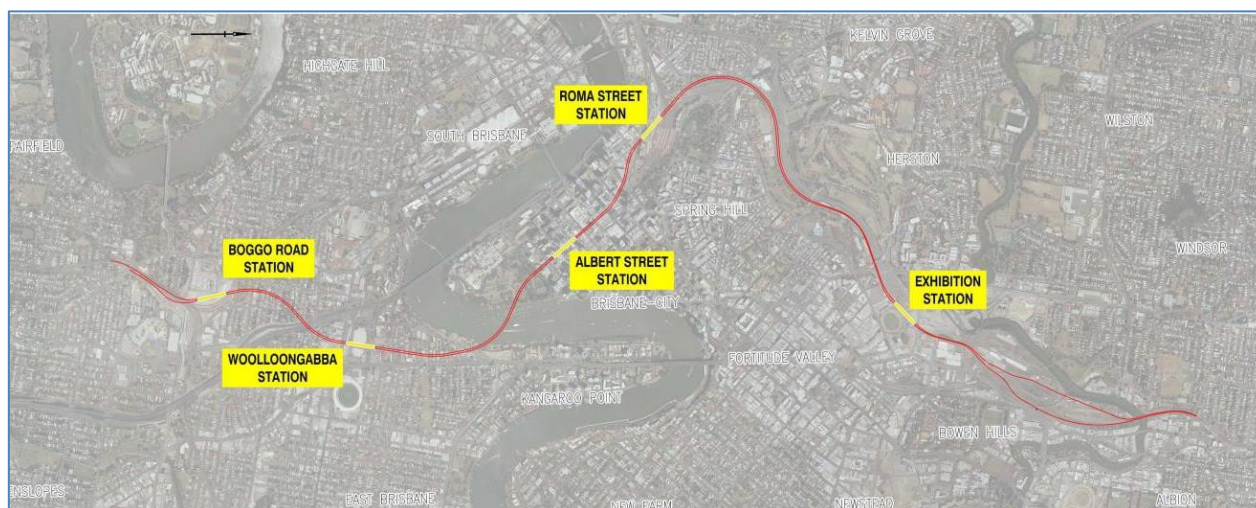 KELVIN GROVE
HIGHGATE HILL
ROMA STREET
STATION
WILSTON
SOUTH BRISBANE
FAIRFIELD
HERSTON
SPRING HILL
BOGGO ROAD
STATION
WINDSOR
ALBERT STREET
STATION
EXHIBITION
STATION
BRISBANE-CITY
WOOLLOONGABBA
STATION
FORTITUDE VALLEY
KANGAROO POINT
BOWEN HILLS
ENSLOPES
EAST BRISBANE
NEW FARM
NEWSTEAD
ALBION